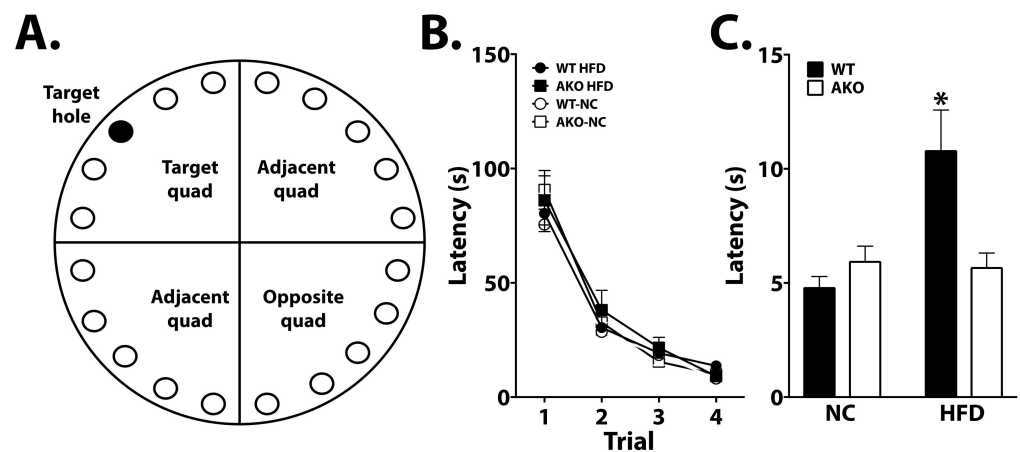 A.
Target
hole
Target
quad
Adjacent
quad
Adjacent
quad
Opposite
quad
B.
150
100
50
0
Latency (s)
WT HFD
AKO HFD
WT-NC
AKO-NC
1 2 3 4
Trial
C.
15
10
5
0
Latency (s)
WT
AKO
*
NC HFD